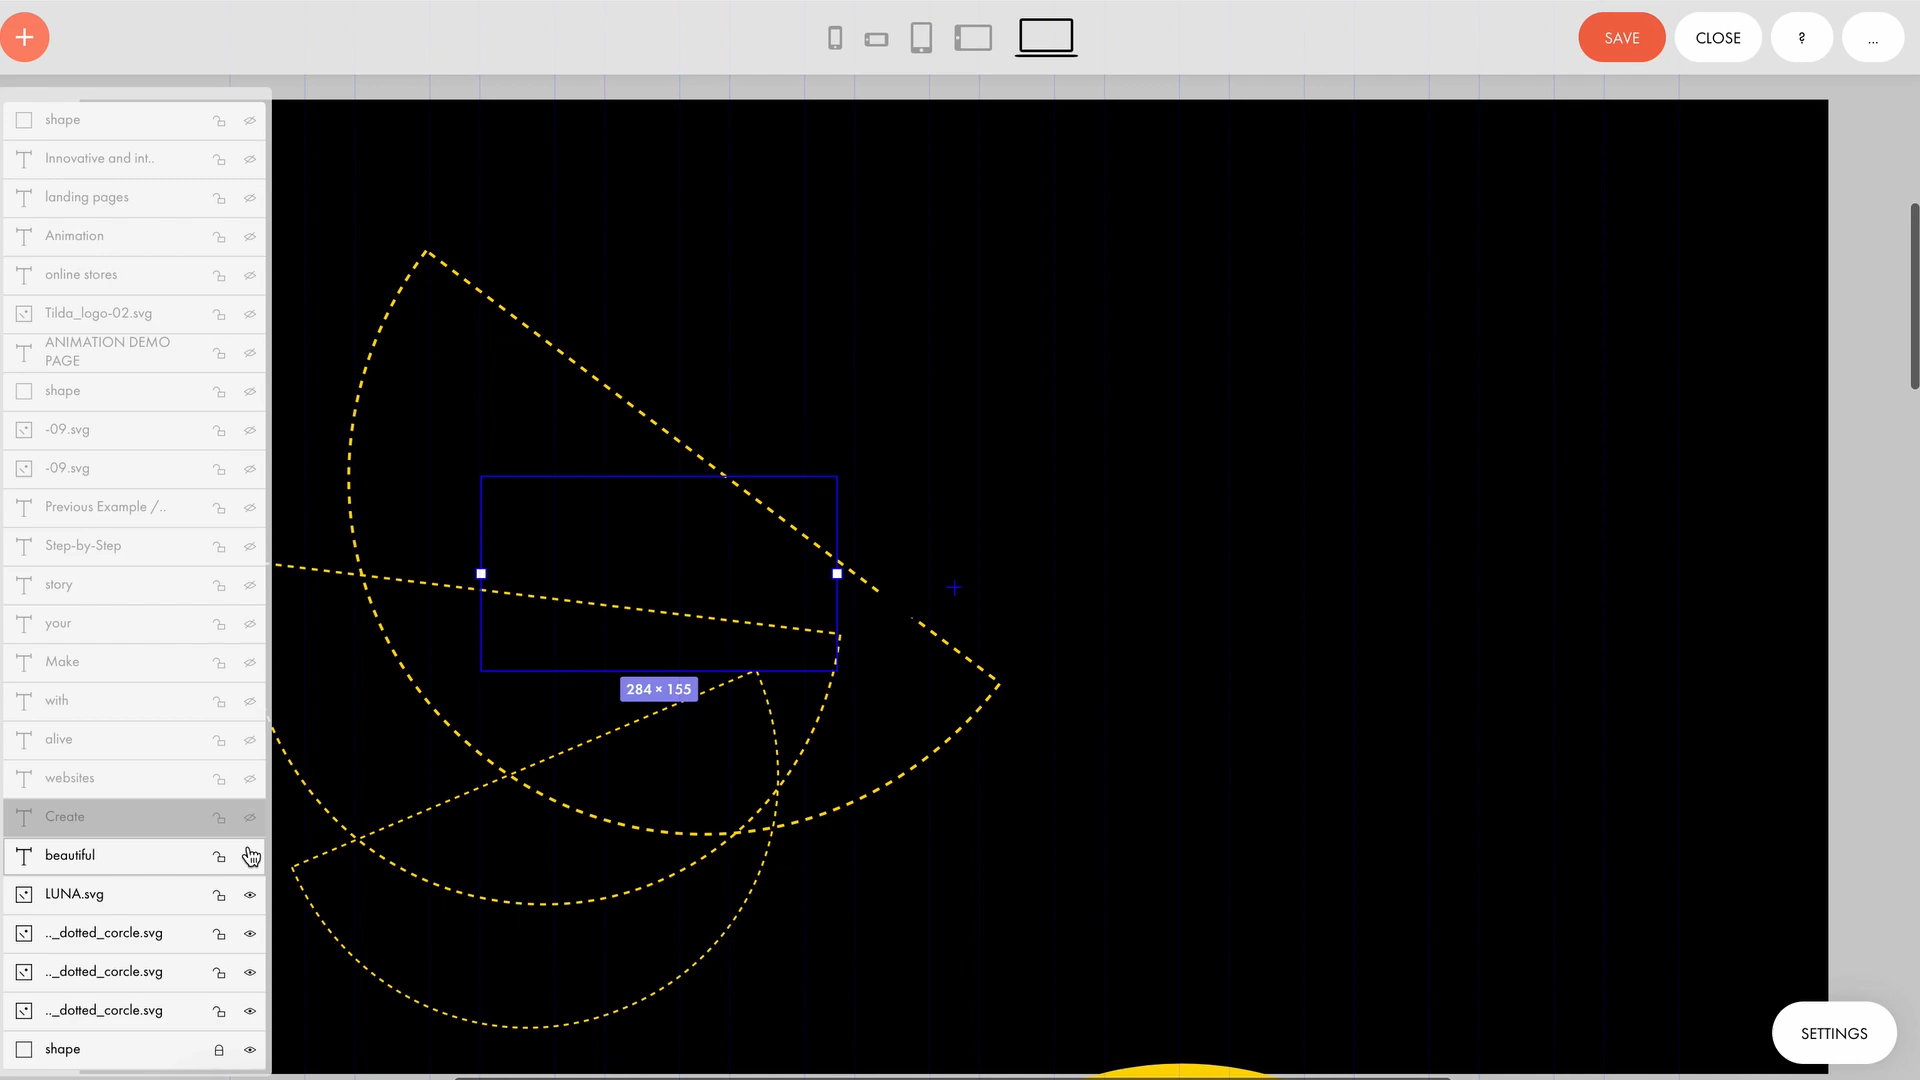 +
SAVE
CLOSE
?
...
shape
Innovative and int..
landing pages
Animation
online stores
Tilda_logo-02.svg
ANIMATION DEMO
PAGE
shape
-09.svg
-09.svg
Previous Example /..
Step-by-Step
story
your
Make
with
alive
websites
Create
beautiful
LUNA.svg
.._dotted_corcle.svg
.._dotted_corcle.svg
.._dotted_corcle.svg
shape
284 × 155
SETTINGS